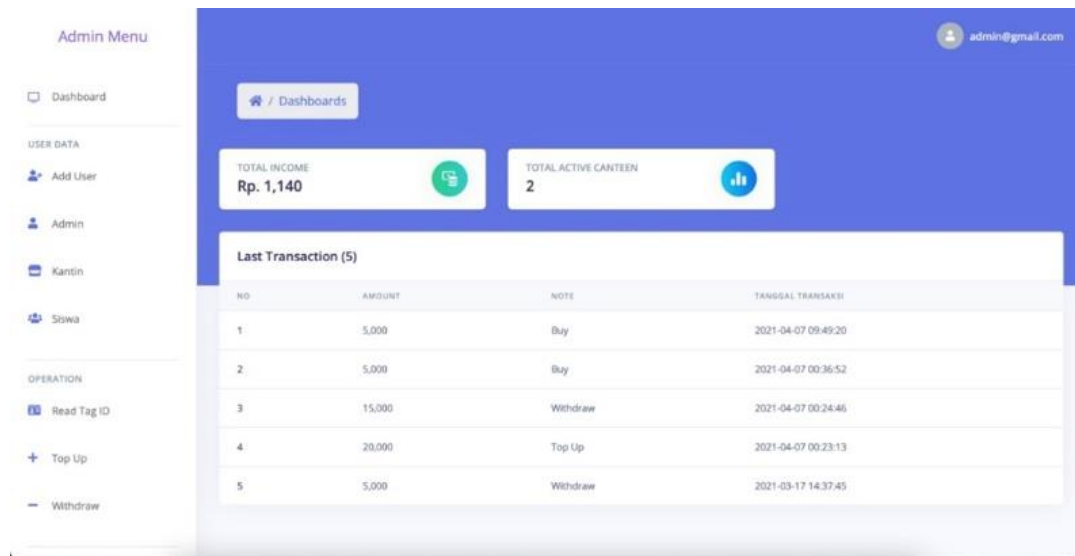 Admin Menu
admin@gmail.com
Dashboard
/ Dashboards
USER DATA
Add User
Admin
Kantin
Siswa
OPERATION
Read Tag ID
Top Up
Withdraw
TOTAL INCOME
Rp. 1,140
TOTAL ACTIVE CANTEEN
2
Last Transaction (5)
NO AMOUNT NOTE TANGGAL TRANSAKSI
1 5,000 Buy 2021-04-07 09:49:20
2 5,000 Buy 2021-04-07 00:36:52
3 15,000 Withdraw 2021-04-07 00:24:46
4 20,000 Top Up 2021-04-07 00:23:13
5 5,000 Withdraw 2021-03-17 14:37:45